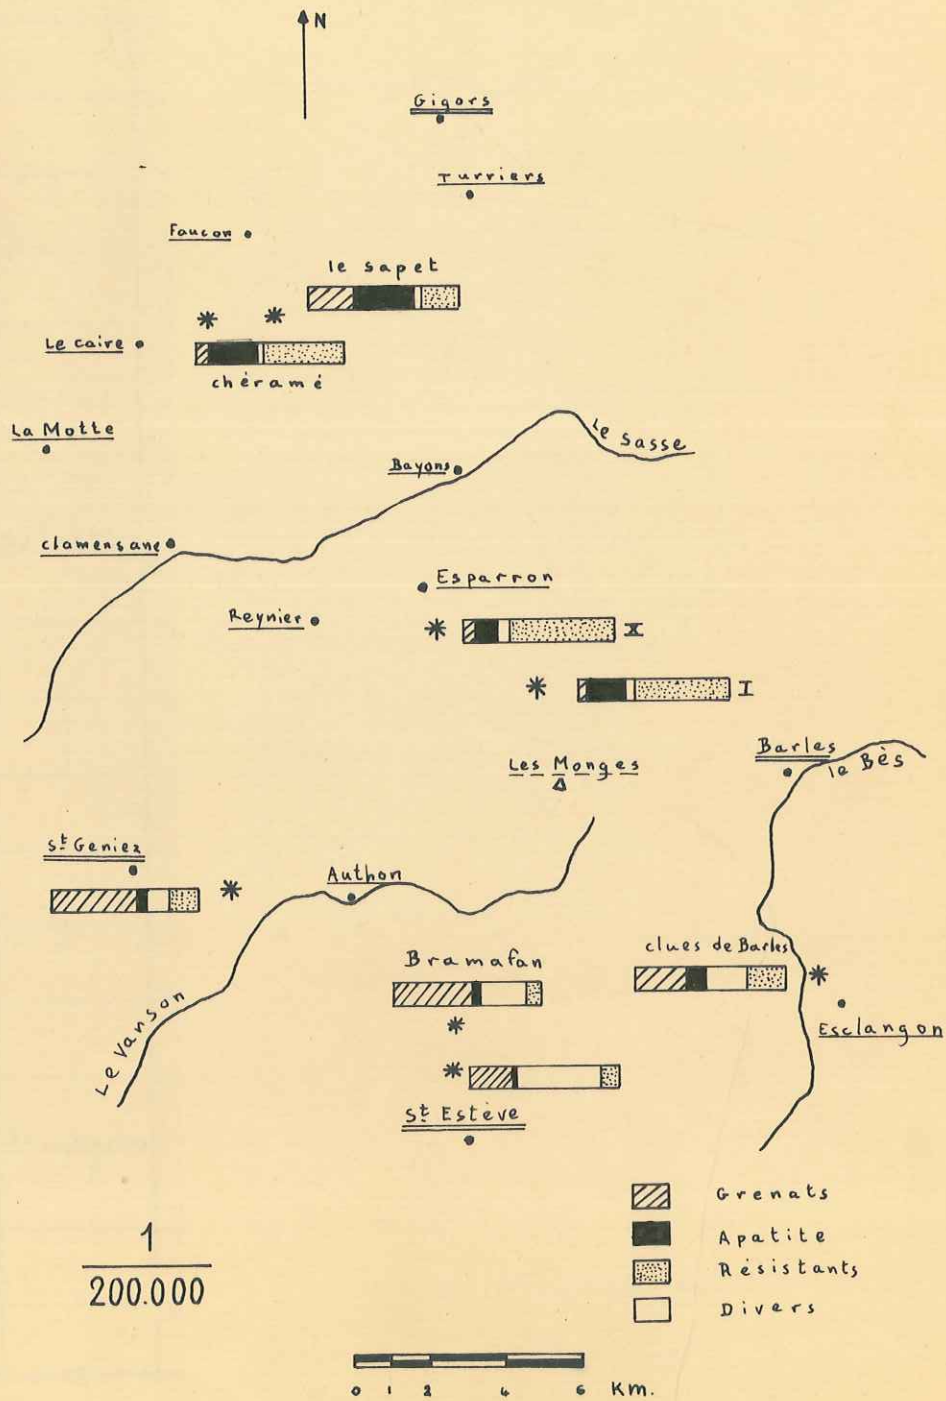 N
Gigors
Turriers
Faucon
le sapet
Le Caire
chéramé
La Motte
Le Sasse
Bayons
Clamensane
Esparron
Reynier
X
I
Barles
le Bès
Les Monges
St Geniez
Authon
Bramafan
clues de Barles
Esclangon
Le Vanson
St Estève
Grenats
Apatite
Résistants
Divers
1
200.000
0 1 2 4 6 Km.